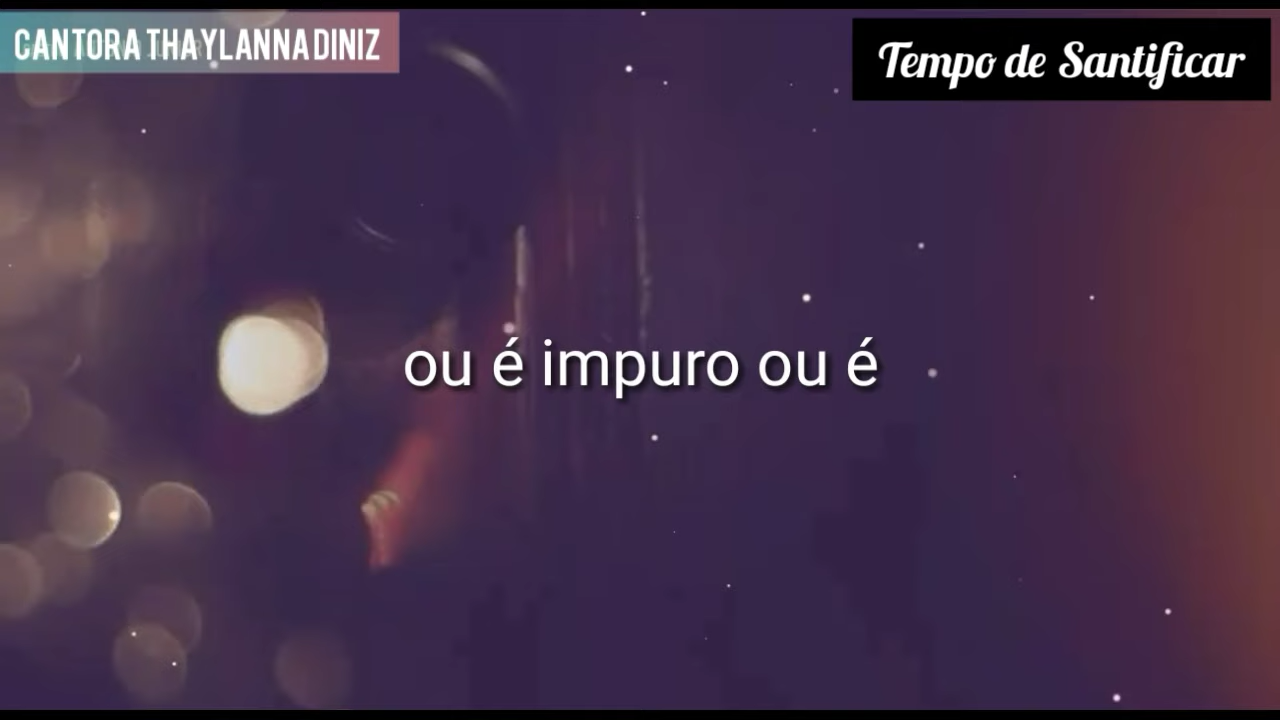 CANTORA THAYLANNA DINIZ
Tempo de Santificar
ou é impuro ou é